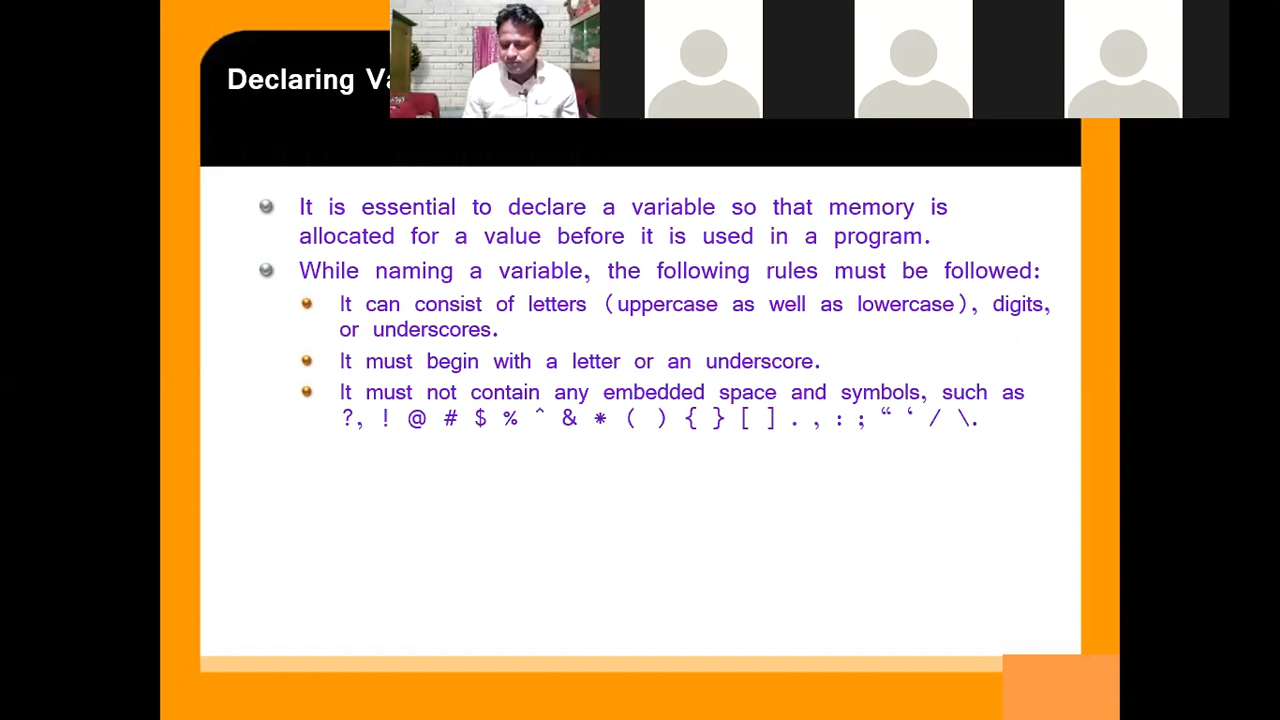 Declaring
It is essential to declare a variable so that memory is
allocated for a value before it is used in a program.
While naming a variable, the following rules must be followed:
It can consist of letters (uppercase as well as lowercase), digits,
or underscores.
It must begin with a letter or an underscore.
It must not contain any embedded space and symbols, such as
?, ! @ # $ % ^ & * ( ) { } [ ] . , : ; “ ‘ / \.